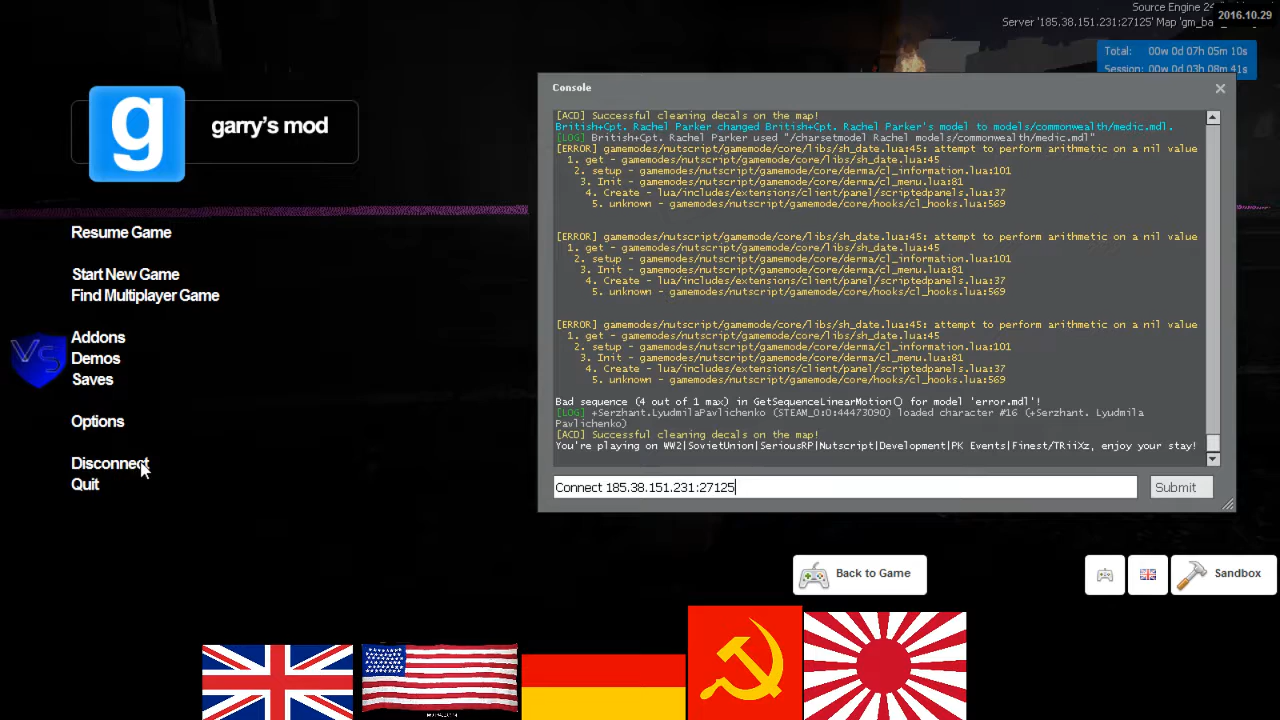 Source Engine 24
2016.10.29
Server '185.38.151.231:27125' Map 'gm_ba
Total: 00w 0d 07h 05m 10s
Session: 00w 0d 03h 08m 41s
g
garry's mod
Resume Game
Start New Game
Find Multiplayer Game
VS
Addons
Demos
Saves
Options
Disconnect
Quit
Console
[ACD] Successful cleaning decals on the map!
British+Cpt. Rachel Parker changed British+Cpt. Rachel Parker's model to models/commonwealth/medic.mdl.
[LOG] British+Cpt. Rachel Parker used "/charsetmodel Rachel models/commonwealth/medic.mdl"
[ERROR] gamemodes/nutscript/gamemode/core/libs/sh_date.lua:45: attempt to perform arithmetic on a nil value
1. get - gamemodes/nutscript/gamemode/core/libs/sh_date.lua:45
2. setup - gamemodes/nutscript/gamemode/core/derma/cl_information.lua:101
3. Init - gamemodes/nutscript/gamemode/core/derma/cl_menu.lua:81
4. Create - lua/includes/extensions/client/panel/scriptedpanels.lua:37
5. unknown - gamemodes/nutscript/gamemode/core/hooks/cl_hooks.lua:569
[ERROR] gamemodes/nutscript/gamemode/core/libs/sh_date.lua:45: attempt to perform arithmetic on a nil value
1. get - gamemodes/nutscript/gamemode/core/libs/sh_date.lua:45
2. setup - gamemodes/nutscript/gamemode/core/derma/cl_information.lua:101
3. Init - gamemodes/nutscript/gamemode/core/derma/cl_menu.lua:81
4. Create - lua/includes/extensions/client/panel/scriptedpanels.lua:37
5. unknown - gamemodes/nutscript/gamemode/core/hooks/cl_hooks.lua:569
[ERROR] gamemodes/nutscript/gamemode/core/libs/sh_date.lua:45: attempt to perform arithmetic on a nil value
1. get - gamemodes/nutscript/gamemode/core/libs/sh_date.lua:45
2. setup - gamemodes/nutscript/gamemode/core/derma/cl_information.lua:101
3. Init - gamemodes/nutscript/gamemode/core/derma/cl_menu.lua:81
4. Create - lua/includes/extensions/client/panel/scriptedpanels.lua:37
5. unknown - gamemodes/nutscript/gamemode/core/hooks/cl_hooks.lua:569
Bad sequence (4 out of 1 max) in GetSequenceLinearMotion() for model 'error.mdl'!
[LOG] +Serzhant.LyudmilaPavlichenko (STEAM_0:0:44473090) loaded character #16 (+Serzhant. Lyudmila
Pavlichenko)
[ACD] Successful cleaning decals on the map!
You're playing on WW2|SovietUnion|SeriousRP|Nutscript|Development|PK Events|Finest/TRiiXz, enjoy your stay!
Connect 185.38.151.231:27125
Submit
Back to Game
Sandbox